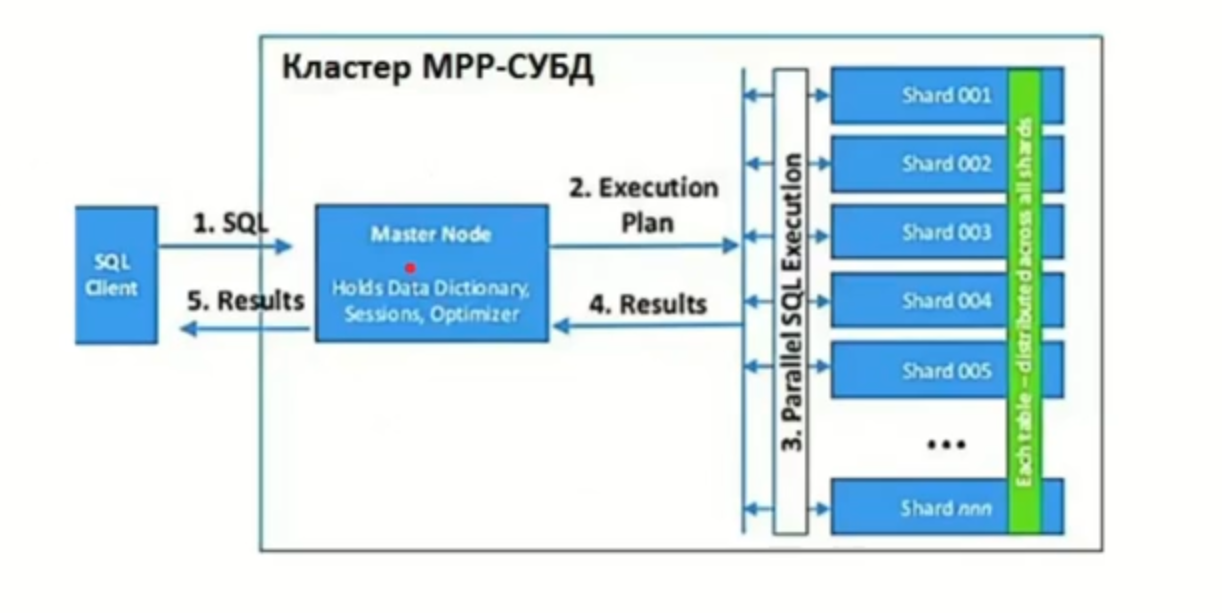 Кластер MPP-СУБД
SQL
Client
1. SQL
5. Results
Master Node
Holds Data Dictionary,
Sessions, Optimizer
2. Execution
Plan
4. Results
3. Parallel SQL Execution
Shard 001
Shard 002
Shard 003
Shard 004
Shard 005
...
Shard nnn
Each table – distributed across all shards